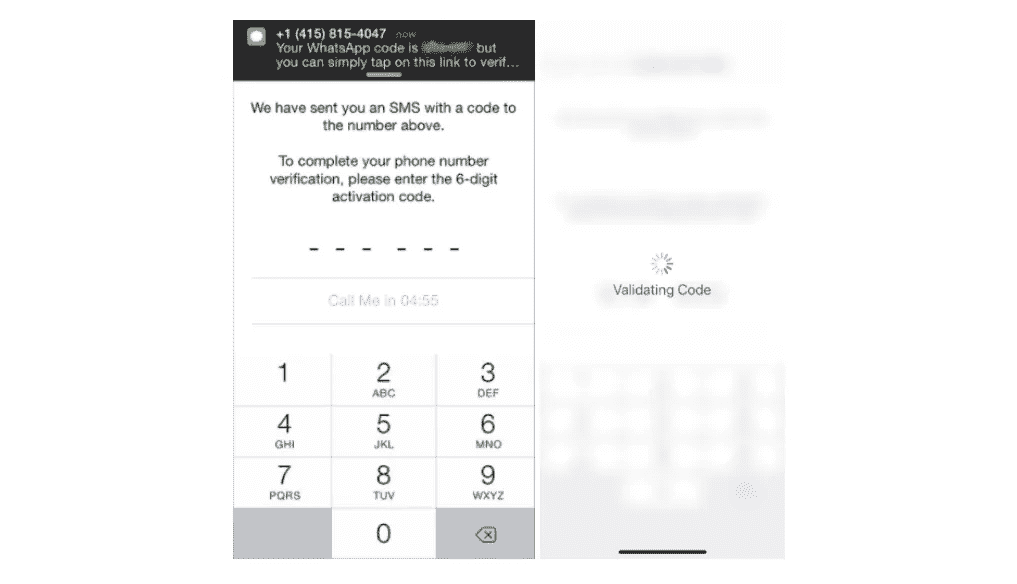 +1 (415) 815-4047 now
Your WhatsApp code is but
you can simply tap on this link to verif...
We have sent you an SMS with a code to
the number above.
To complete your phone number
verification, please enter the 6-digit
activation code.
– – – – – –
Call Me in 04:55
1 2 3
ABC DEF
4 5 6
GHI JKL MNO
7 8 9
PQRS TUV WXYZ
0
Validating Code